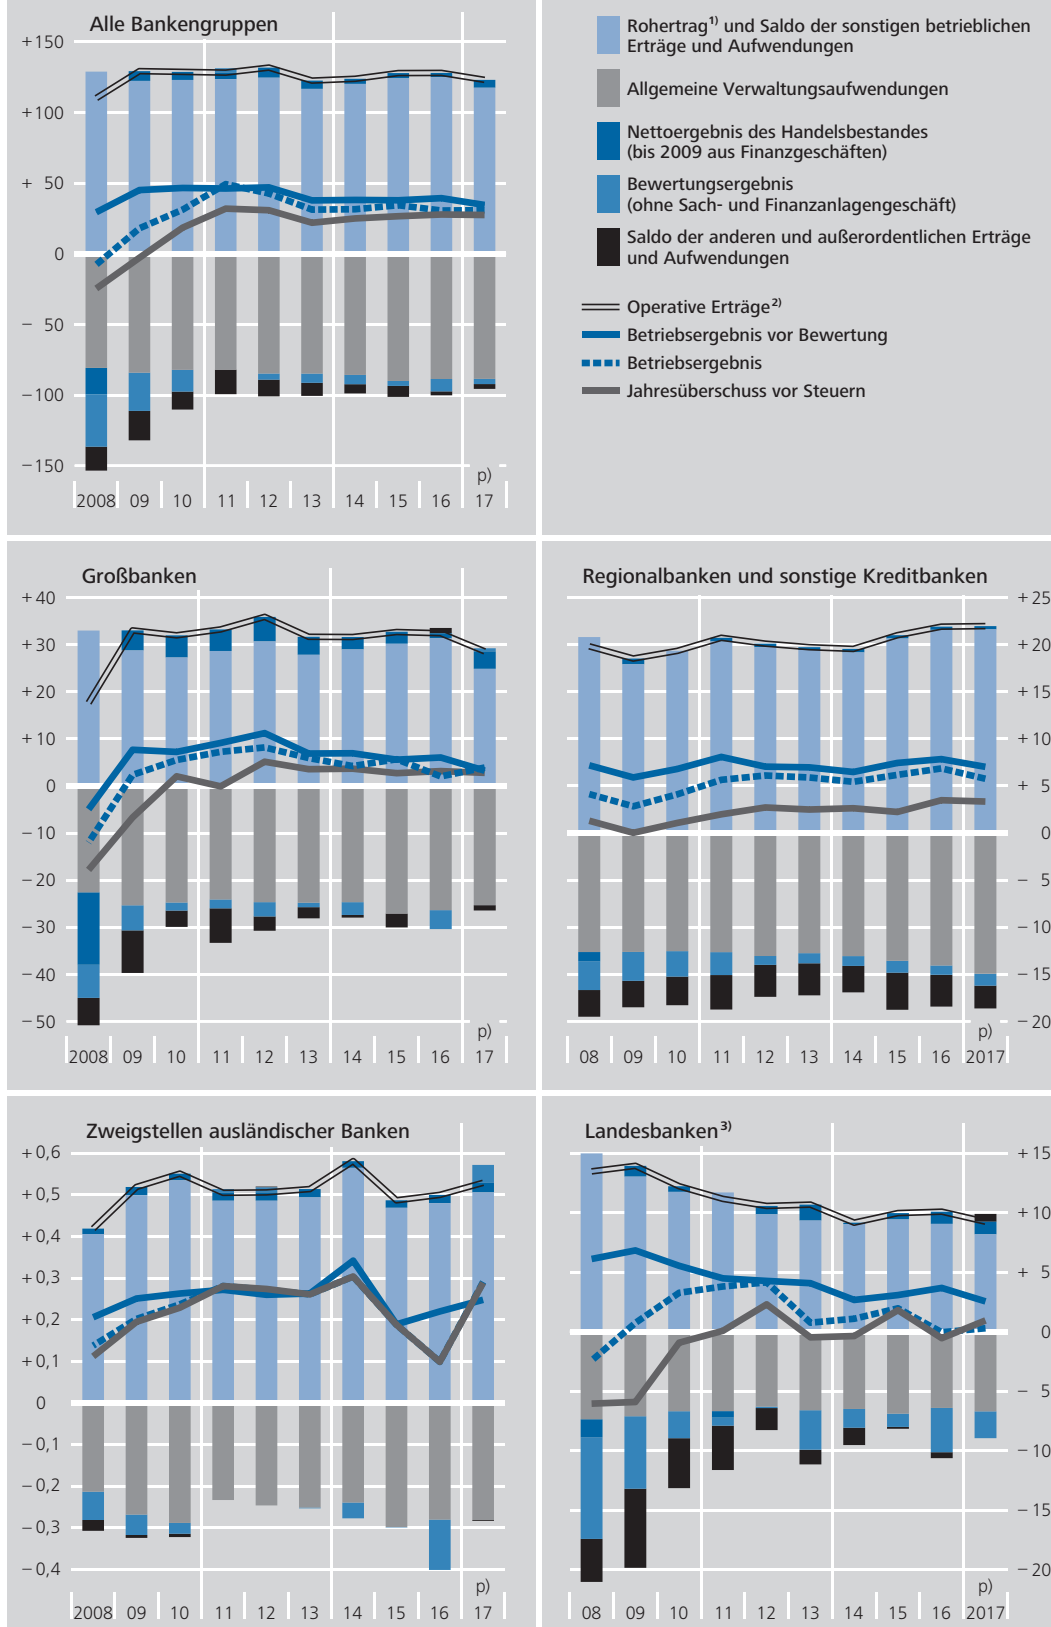 Alle Bankengruppen
+150
+100
+ 50
0
− 50
−100
−150
p)
2008 09 10 11 12 13 14 15 16 17
Rohertrag1) und Saldo der sonstigen betrieblichen
Erträge und Aufwendungen
Allgemeine Verwaltungsaufwendungen
Nettoergebnis des Handelsbestandes
(bis 2009 aus Finanzgeschäften)
Bewertungsergebnis
(ohne Sach- und Finanzanlagengeschäft)
Saldo der anderen und außerordentlichen Erträge
und Aufwendungen
Operative Erträge2)
Betriebsergebnis vor Bewertung
Betriebsergebnis
Jahresüberschuss vor Steuern
Großbanken
+40
+30
+20
+10
0
−10
−20
−30
−40
−50
p)
2008 09 10 11 12 13 14 15 16 17
Regionalbanken und sonstige Kreditbanken
+25
+20
+15
+10
+ 5
0
− 5
−10
−15
−20
p)
08 09 10 11 12 13 14 15 16 2017
Zweigstellen ausländischer Banken
+0,6
+0,5
+0,4
+0,3
+0,2
+0,1
0
−0,1
−0,2
−0,3
−0,4
p)
2008 09 10 11 12 13 14 15 16 17
Landesbanken3)
+15
+10
+ 5
0
− 5
−10
−15
−20
p)
08 09 10 11 12 13 14 15 16 2017